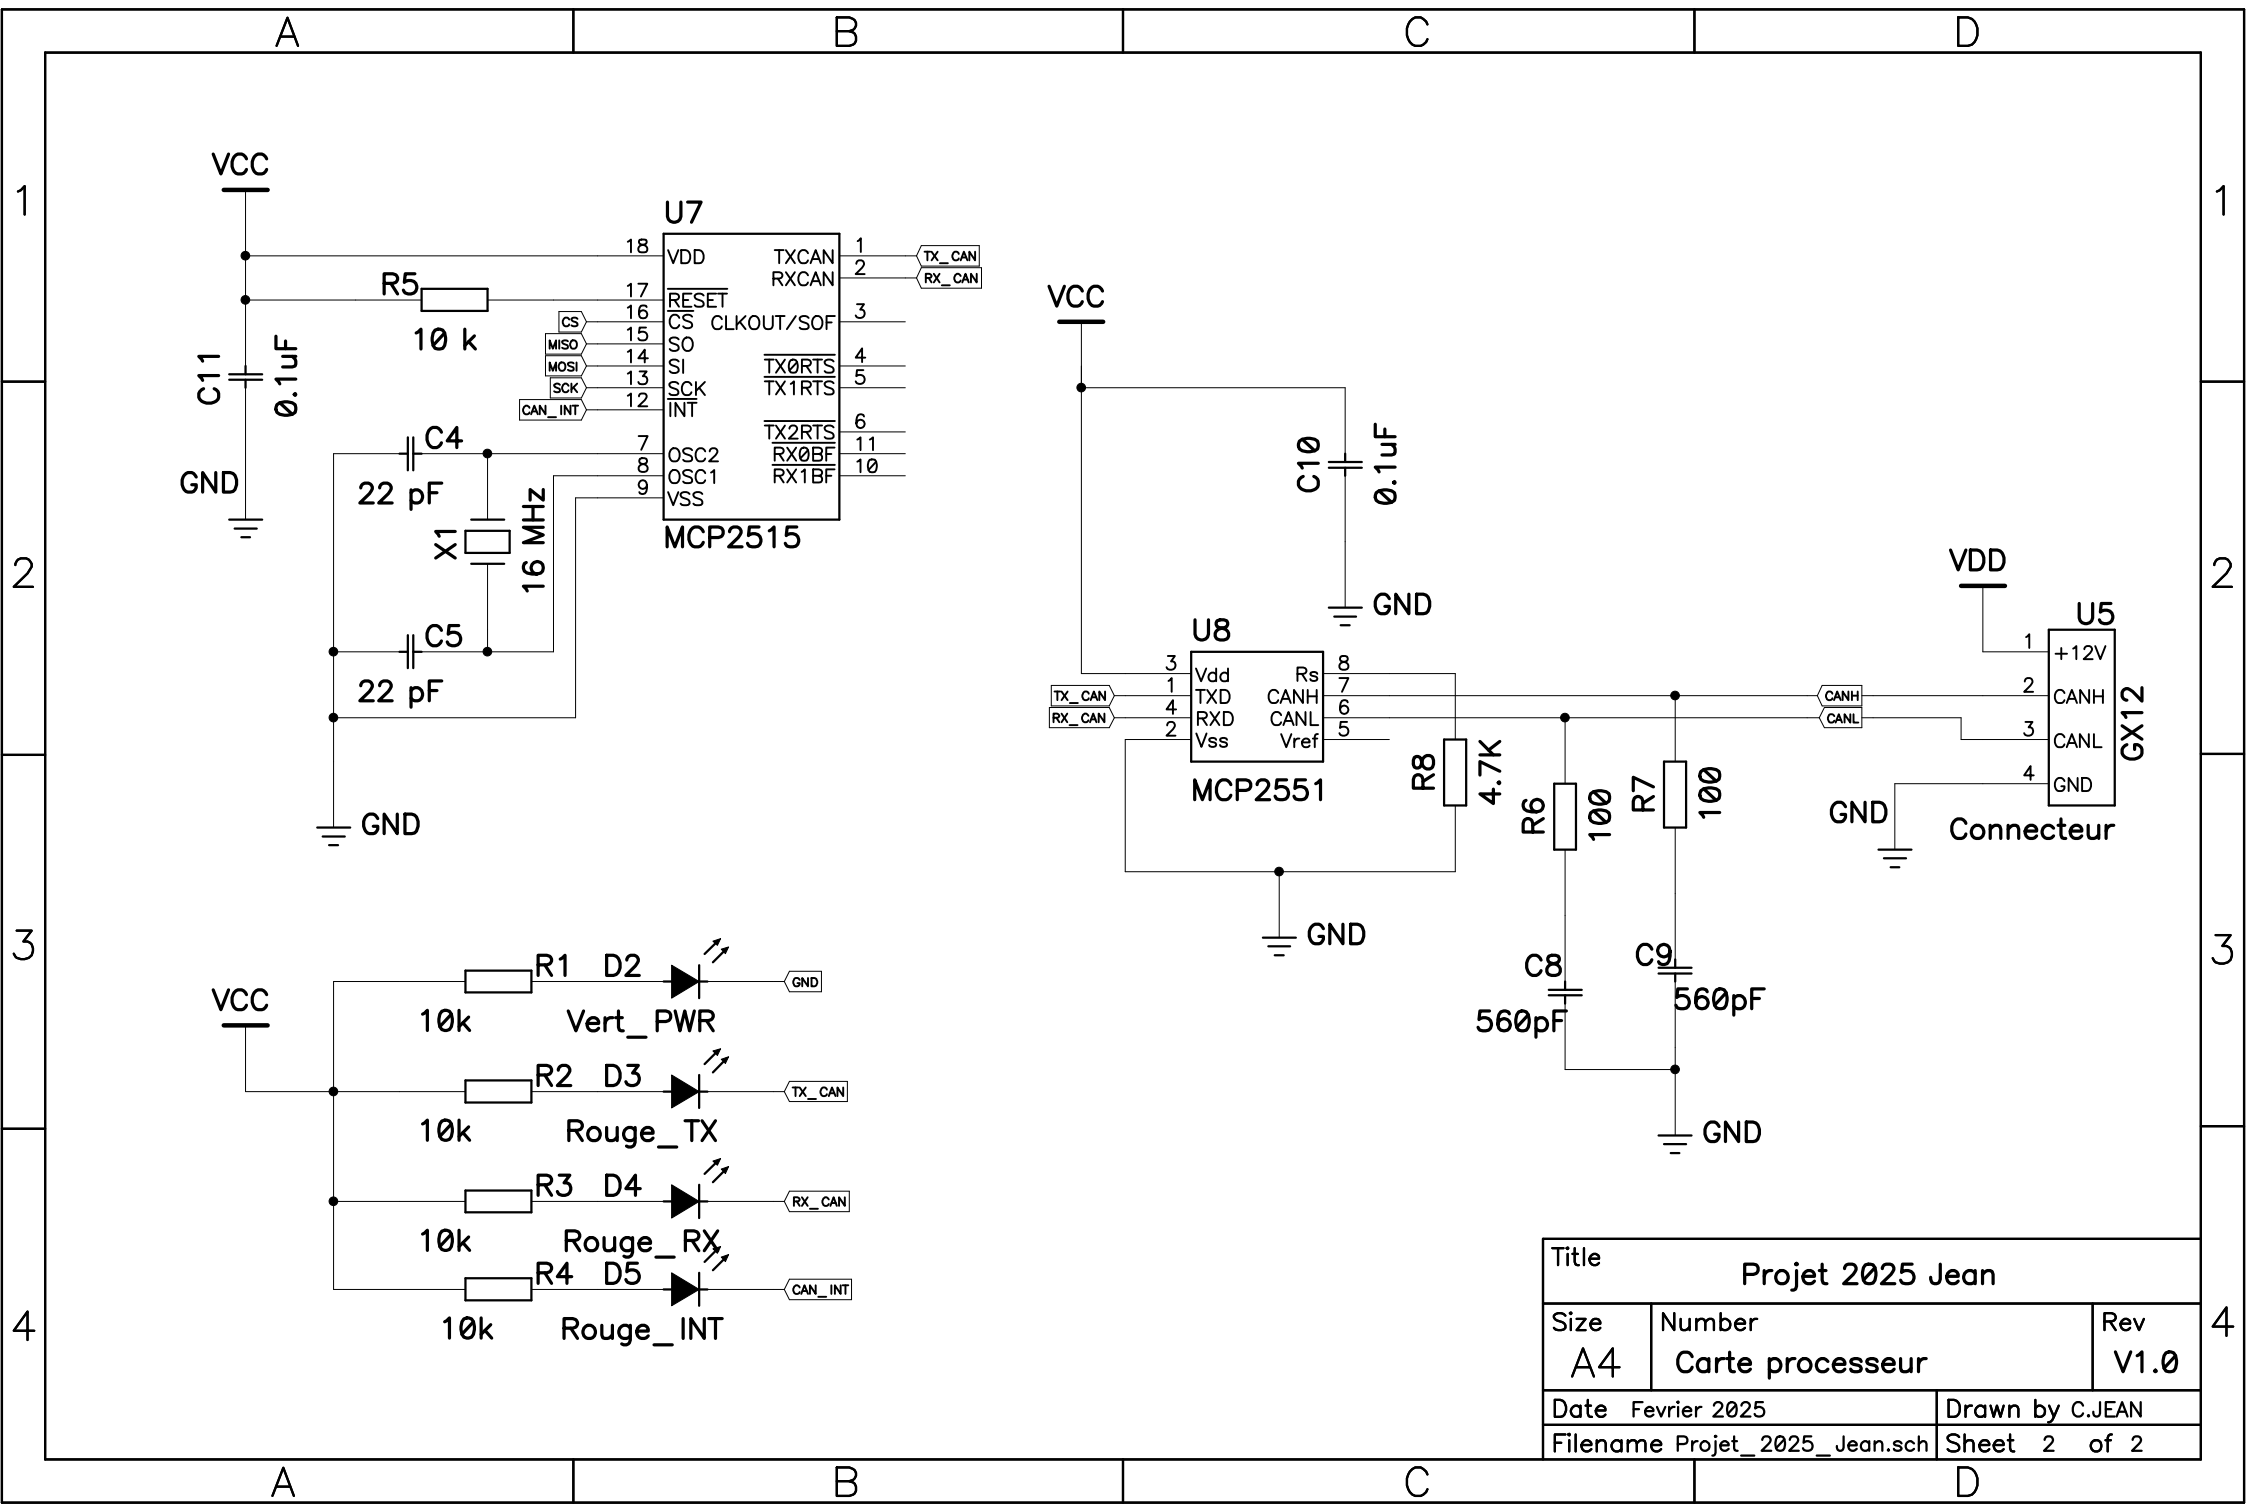 A B C D
1 1
VCC
U7
18 VDD TXCAN 1 TX_CAN
RXCAN 2 RX_CAN
R5 17 RESET
10 k
CS 16 CS CLKOUT/SOF 3
MISO 15 SO
MOSI 14 SI TX0RTS 4
SCK 13 SCK TX1RTS 5
CAN_INT 12 INT
TX2RTS 6
C4 7 OSC2 RX0BF 11
8 OSC1 RX1BF 10
9 VSS
MCP2515
C11 0.1uF
GND
22 pF
X1 16 MHz
C5
22 pF
GND
VCC
C10 0.1uF
GND
2 2
U8
3 Vdd Rs 8
TX_CAN 1 TXD CANH 7
RX_CAN 4 RXD CANL 6
2 Vss Vref 5
MCP2551
R8 4.7K
R6 100
R7 100
GND
C8
560pF
C9
560pF
GND
CANH
CANL
VDD
U5
1 +12V
2 CANH
3 CANL
4 GND
GX12
GND
Connecteur
3 3
VCC
R1 D2 GND
10k Vert_PWR
R2 D3 TX_CAN
10k Rouge_TX
R3 D4 RX_CAN
10k Rouge_RX
R4 D5 CAN_INT
10k Rouge_INT
4 4
Title
Projet 2025 Jean
Size Number Rev
A4 Carte processeur V1.0
Date Fevrier 2025 Drawn by C.JEAN
Filename Projet_2025_Jean.sch Sheet 2 of 2
A B C D